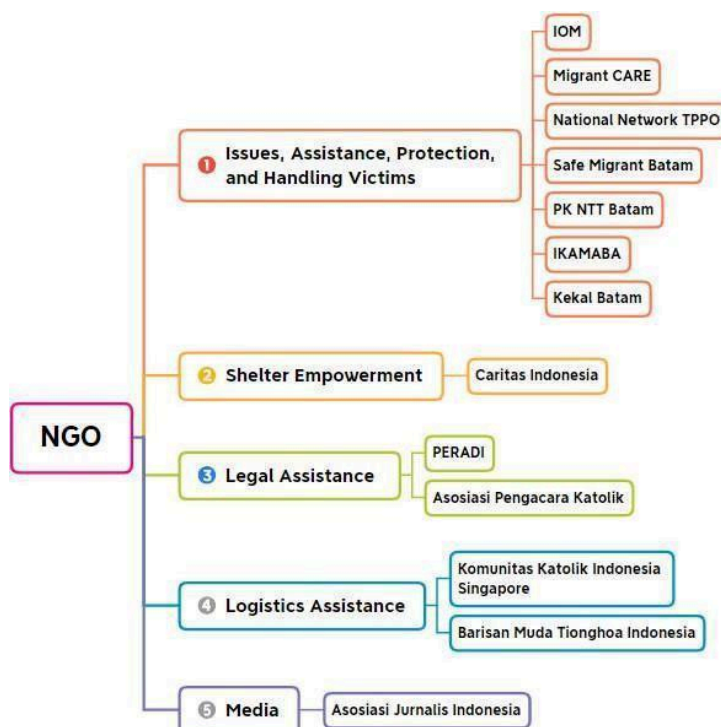 NGO
1 Issues, Assistance, Protection,
and Handling Victims
IOM
Migrant CARE
National Network TPPO
Safe Migrant Batam
PK NTT Batam
IKAMABA
Kekal Batam
2 Shelter Empowerment
Caritas Indonesia
3 Legal Assistance
PERADI
Asosiasi Pengacara Katolik
4 Logistics Assistance
Komunitas Katolik Indonesia
Singapore
Barisan Muda Tionghoa Indonesia
5 Media
Asosiasi Jurnalis Indonesia